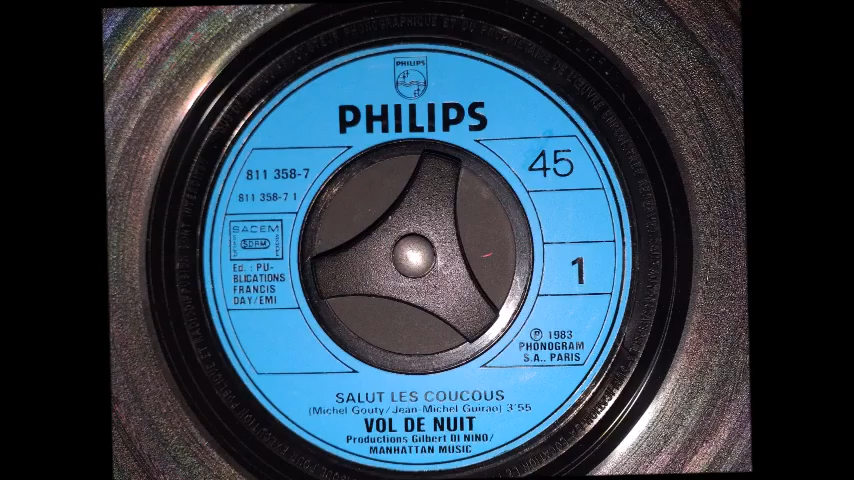 PHILIPS
PHILIPS
811 358-7
811 358-7 1
45
SACEM
SDRM
1
Ed.: PU-
BLICATIONS
FRANCIS
DAY/EMI
Ⓟ 1983
PHONOGRAM
S.A., PARIS
SALUT LES COUCOUS
(Michel Gouty/Jean-Michel Guirao) 3'55
VOL DE NUIT
Productions Gilbert DI NINO/
MANHATTAN MUSIC